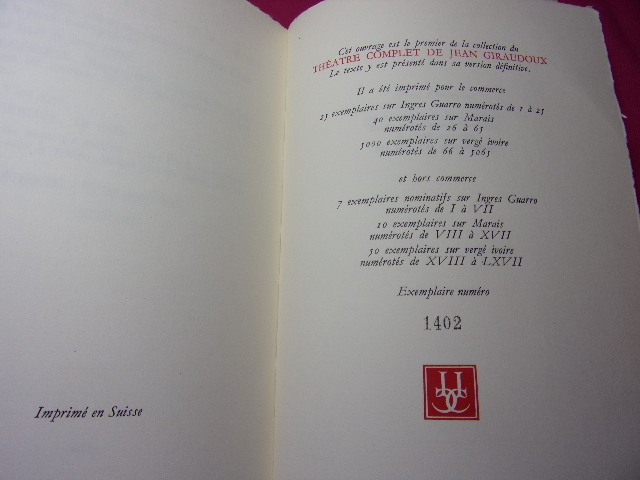 Imprimé en Suisse
Cet ouvrage est le premier de la collection du
THÉATRE COMPLET DE JEAN GIRAUDOUX
Le texte y est présenté dans sa version définitive.
Il a été imprimé pour le commerce
25 exemplaires sur Ingres Guarro numérotés de 1 à 25
40 exemplaires sur Marais
numérotés de 26 à 65
5000 exemplaires sur vergé ivoire
numérotés de 66 à 5065
et hors commerce
7 exemplaires nominatifs sur Ingres Guarro
numérotés de I à VII
10 exemplaires sur Marais
numérotés de VIII à XVII
50 exemplaires sur vergé ivoire
numérotés de XVIII à LXVII
Exemplaire numéro
1402